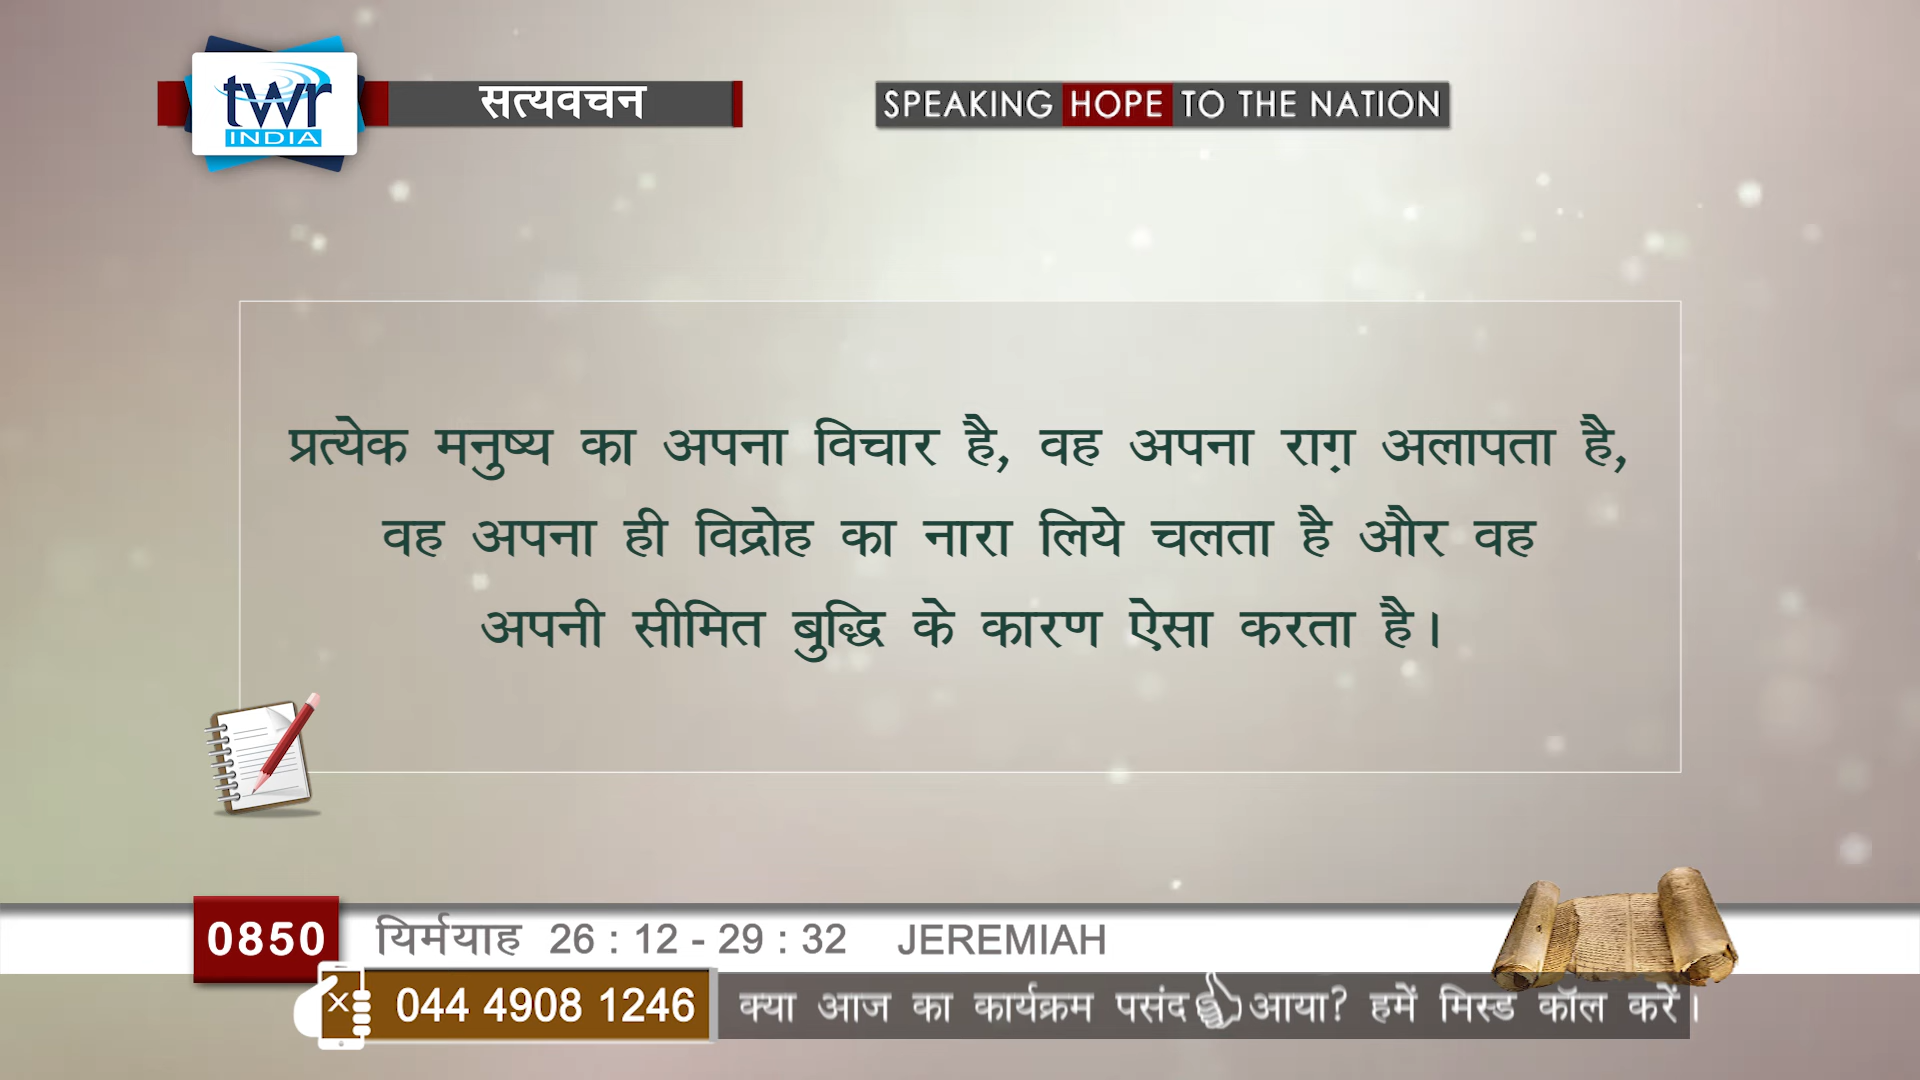 twr
INDIA
सत्यवचन
SPEAKING HOPE TO THE NATION
प्रत्येक मनुष्य का अपना विचार है, वह अपना राग़ अलापता है,
वह अपना ही विद्रोह का नारा लिये चलता है और वह
अपनी सीमित बुद्धि के कारण ऐसा करता है।
0850 यिर्मयाह 26 : 12 - 29 : 32 JEREMIAH
044 4908 1246 क्या आज का कार्यक्रम पसंद आया? हमें मिस्ड कॉल करें।